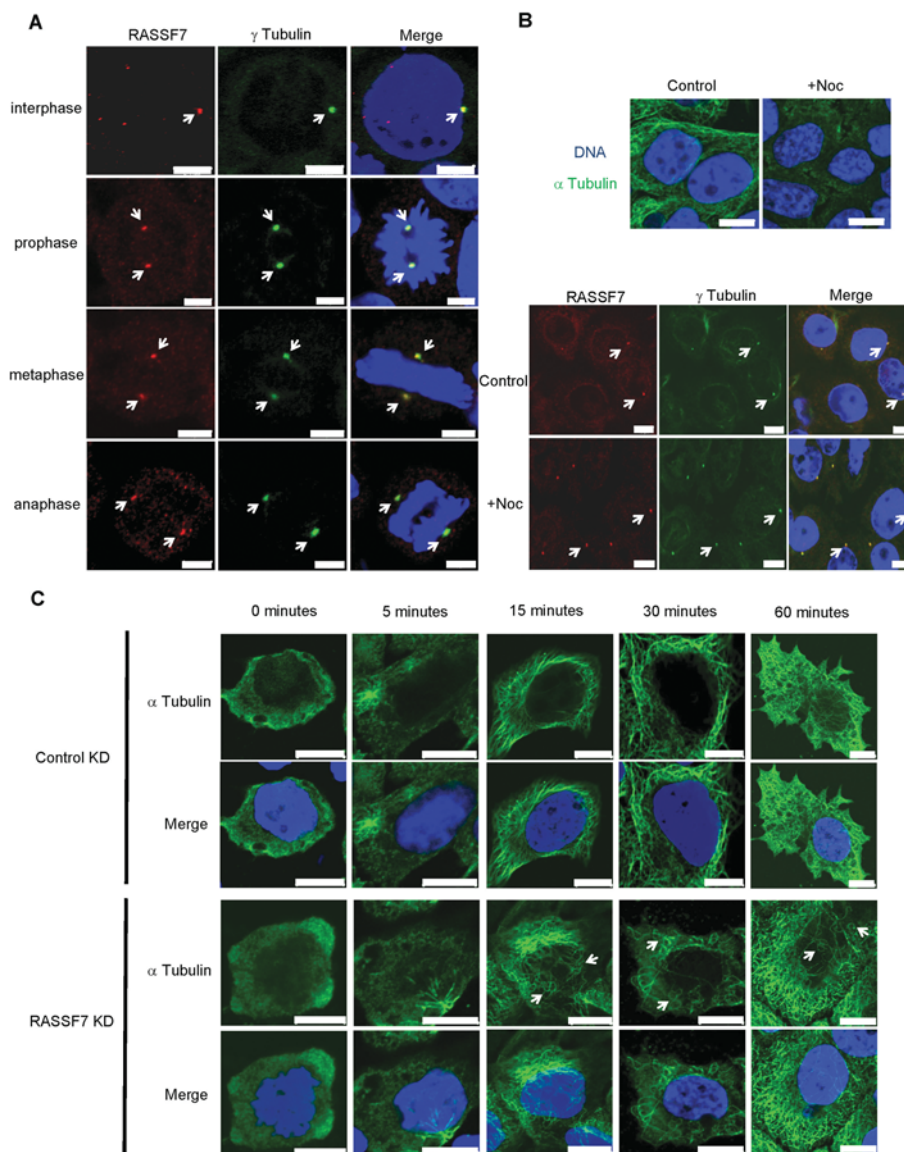 A
RASSF7 γ Tubulin Merge
interphase
prophase
metaphase
anaphase
B
Control +Noc
DNA
α Tubulin
RASSF7 γ Tubulin Merge
Control
+Noc
C
0 minutes 5 minutes 15 minutes 30 minutes 60 minutes
Control KD
α Tubulin
Merge
RASSF7 KD
α Tubulin
Merge